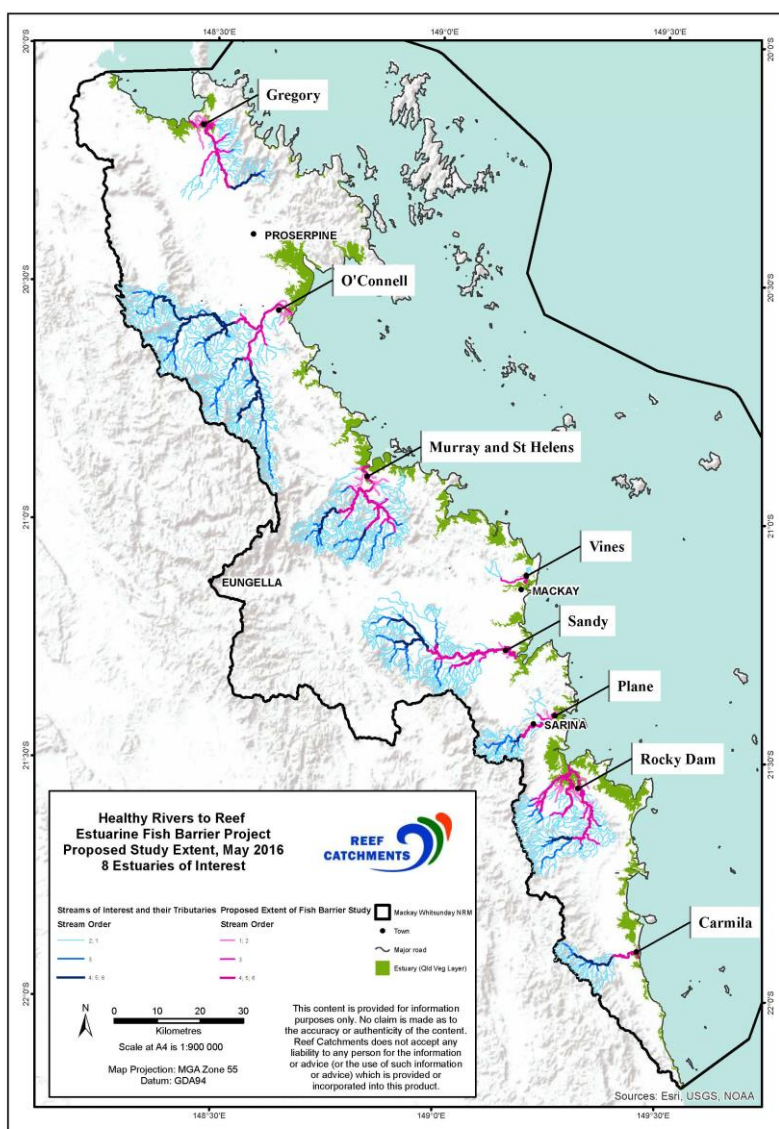 148°30'E
149°0'E
149°30'E
20°0'S
20°0'S
Gregory
PROSERPINE
O'Connell
20°30'S
20°30'S
Murray and St Helens
21°0'S
21°0'S
Vines
EUNGELLA
MACKAY
Sandy
Plane
SARINA
21°30'S
21°30'S
Rocky Dam
Healthy Rivers to Reef
Estuarine Fish Barrier Project
Proposed Study Extent, May 2016
8 Estuaries of Interest
REEF
CATCHMENTS
Streams of Interest and their Tributaries
Stream Order
2; 1
3
4; 5; 6
Proposed Extent of Fish Barrier Study
Stream Order
1; 2
3
4; 5; 6
Mackay Whitsunday NRM
Town
Major road
Estuary (Qld Veg Layer)
Carmila
22°0'S
22°0'S
N
0 10 20 30
Kilometres
Scale at A4 is 1:900 000
Map Projection: MGA Zone 55
Datum: GDA94
This content is provided for information
purposes only. No claim is made as to
the accuracy or authenticity of the content.
Reef Catchments does not accept any
liability to any person for the information
or advice (or the use of such information
or advice) which is provided or
incorporated into this product.
Sources: Esri, USGS, NOAA
148°30'E
149°0'E
149°30'E